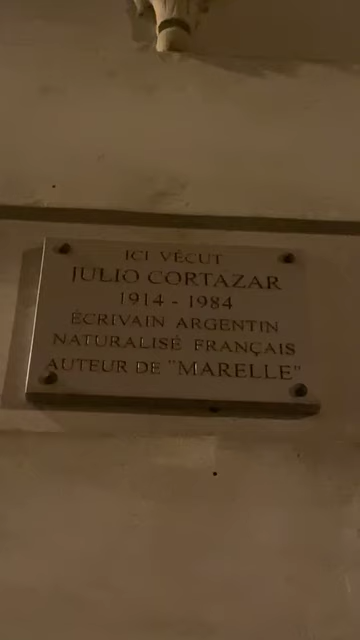 ICI VÉCUT
JULIO CORTAZAR
1914 - 1984
ÉCRIVAIN ARGENTIN
NATURALISÉ FRANÇAIS
AUTEUR DE "MARELLE"